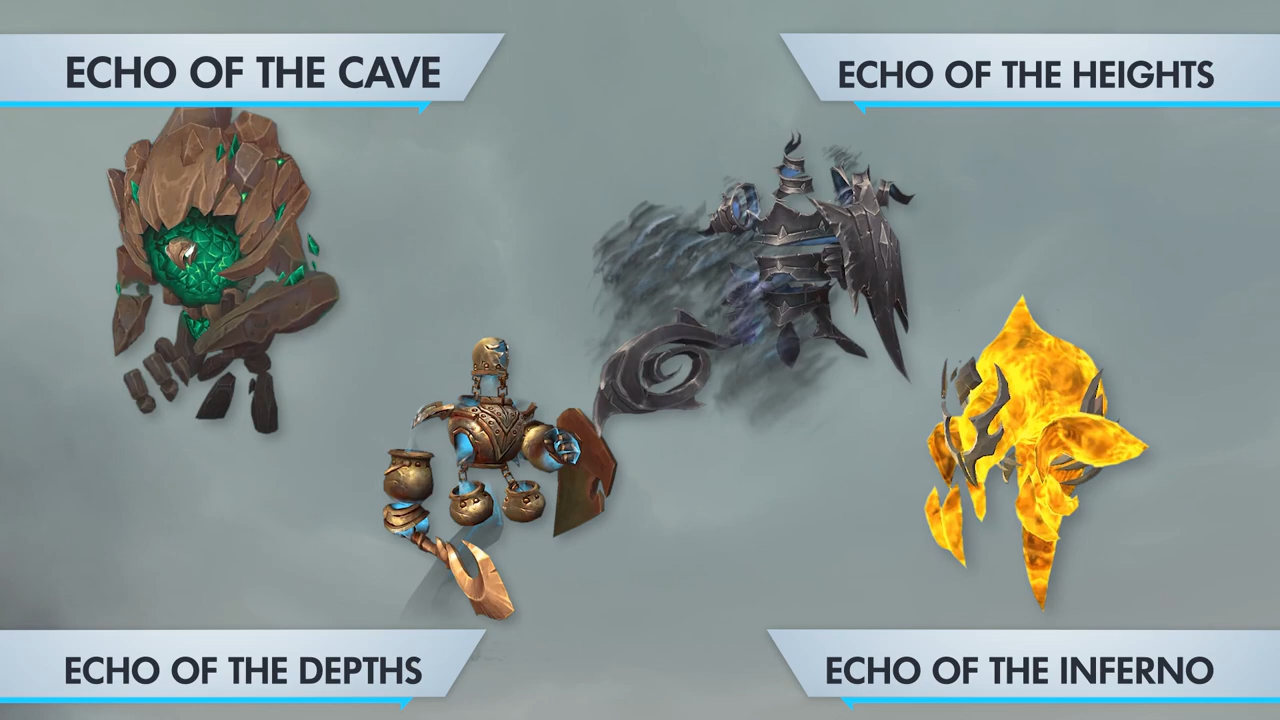 ECHO OF THE CAVE
ECHO OF THE HEIGHTS
ECHO OF THE DEPTHS
ECHO OF THE INFERNO